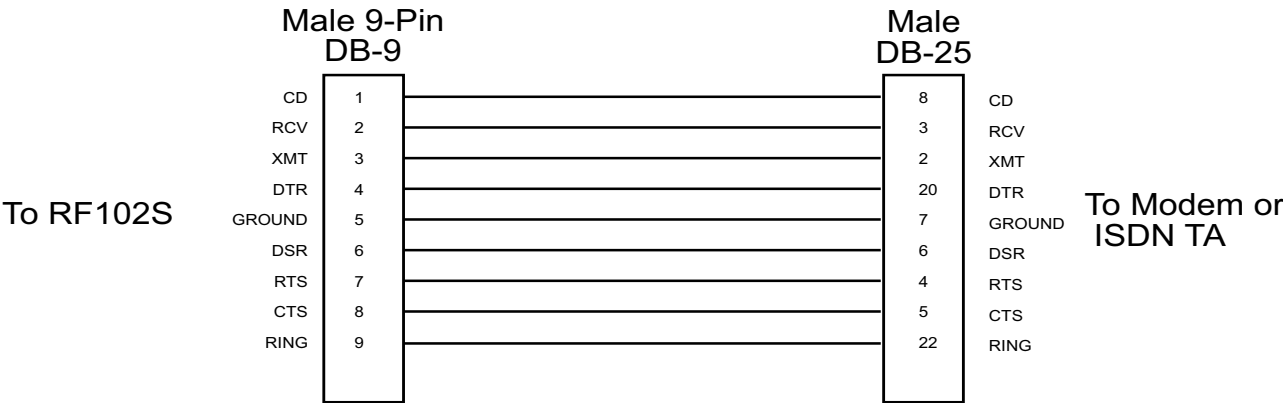 Male 9-Pin
DB-9
Male
DB-25
CD 1 8 CD
RCV 2 3 RCV
XMT 3 2 XMT
DTR 4 20 DTR
To RF102S
GROUND 5 7 GROUND
To Modem or
ISDN TA
DSR 6 6 DSR
RTS 7 4 RTS
CTS 8 5 CTS
RING 9 22 RING